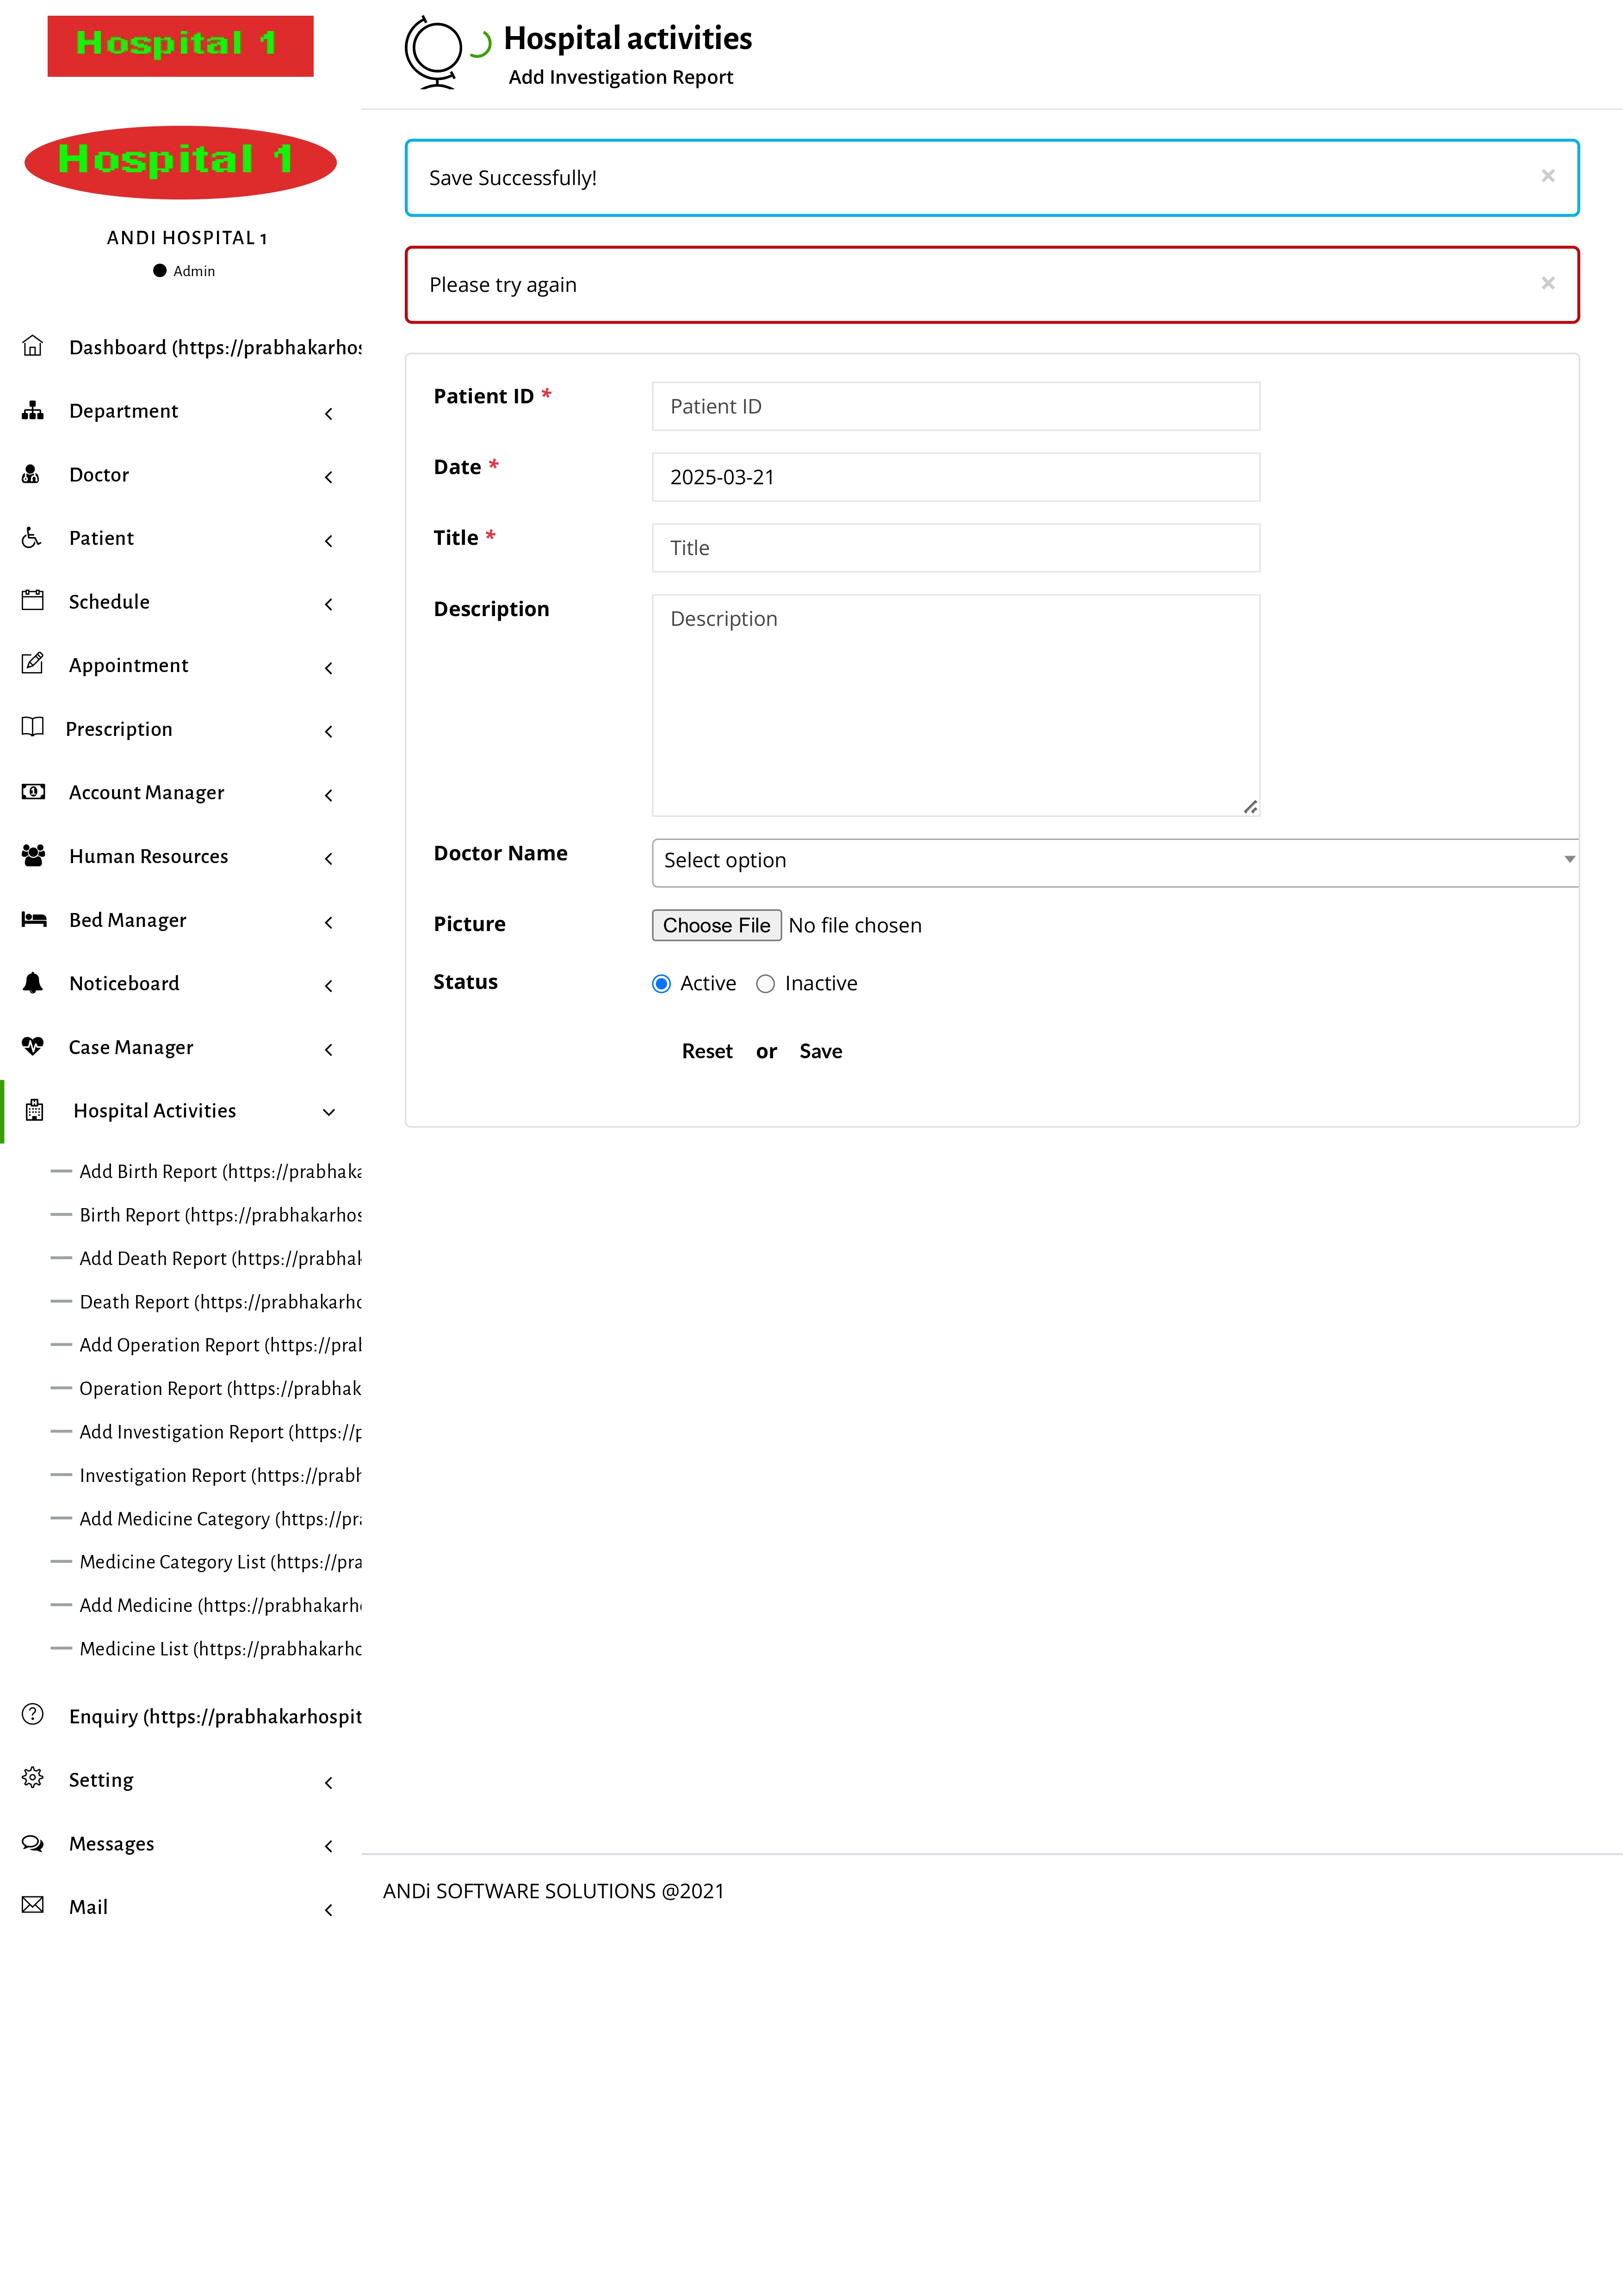 Hospital 1
Hospital 1
ANDI HOSPITAL 1
Admin
Dashboard (https://prabhakarhos
Department
Doctor
Patient
Schedule
Appointment
Prescription
Account Manager
Human Resources
Bed Manager
Noticeboard
Case Manager
Hospital Activities
Add Birth Report (https://prabhaka
Birth Report (https://prabhakarhos
Add Death Report (https://prabhak
Death Report (https://prabhakarho
Add Operation Report (https://prab
Operation Report (https://prabhak
Add Investigation Report (https://p
Investigation Report (https://prabh
Add Medicine Category (https://pra
Medicine Category List (https://pra
Add Medicine (https://prabhakarho
Medicine List (https://prabhakarho
Enquiry (https://prabhakarhospit
Setting
Messages
Mail
Hospital activities
Add Investigation Report
Save Successfully! ×
Please try again ×
Patient ID * Patient ID
Date * 2025-03-21
Title * Title
Description Description
Doctor Name Select option
Picture Choose File No file chosen
Status Active Inactive
Reset or Save
ANDi SOFTWARE SOLUTIONS @2021